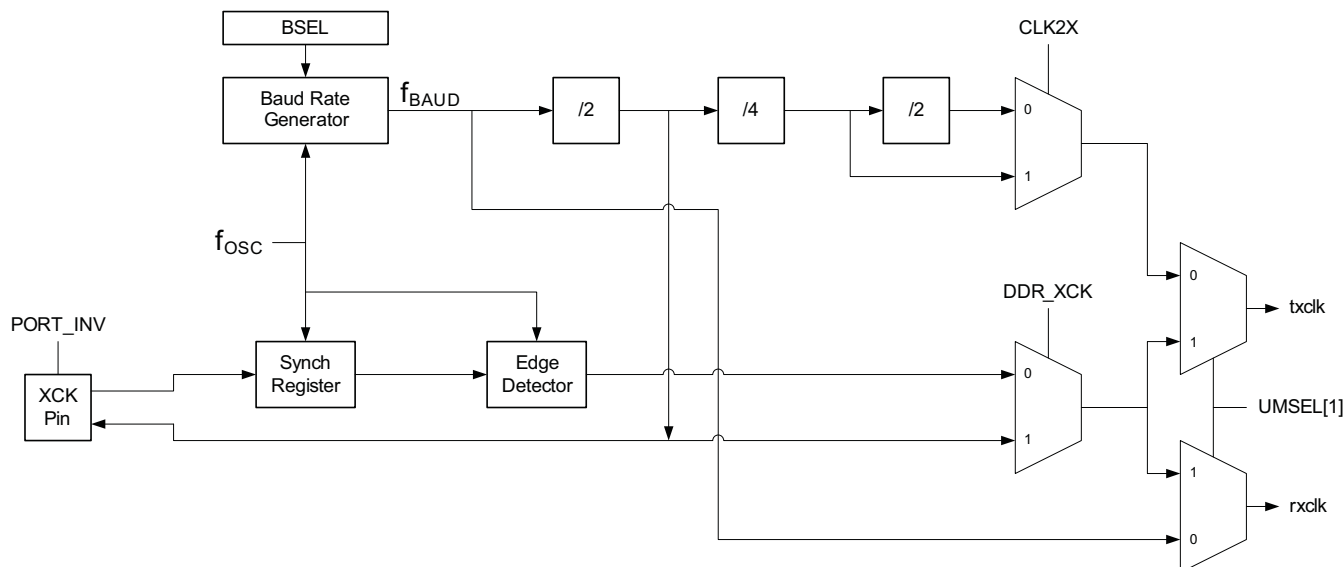 BSEL
CLK2X
Baud Rate
Generator
fBAUD
/2
/4
/2
0
1
fOSC
DDR_XCK
0
txclk
1
PORT_INV
XCK
Pin
Synch
Register
Edge
Detector
0
1
UMSEL[1]
1
rxclk
0